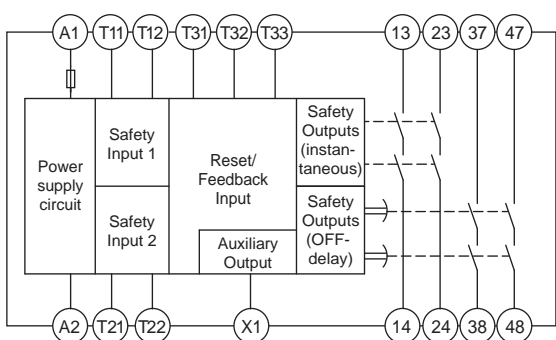 A1 T11 T12 T31 T32 T33 13 23 37 47
Power
supply
circuit
Safety
Input 1
Safety
Input 2
Reset/
Feedback
Input
Auxiliary
Output
Safety
Outputs
(instan-
taneous)
Safety
Outputs
(OFF-
delay)
A2 T21 T22 X1 14 24 38 48